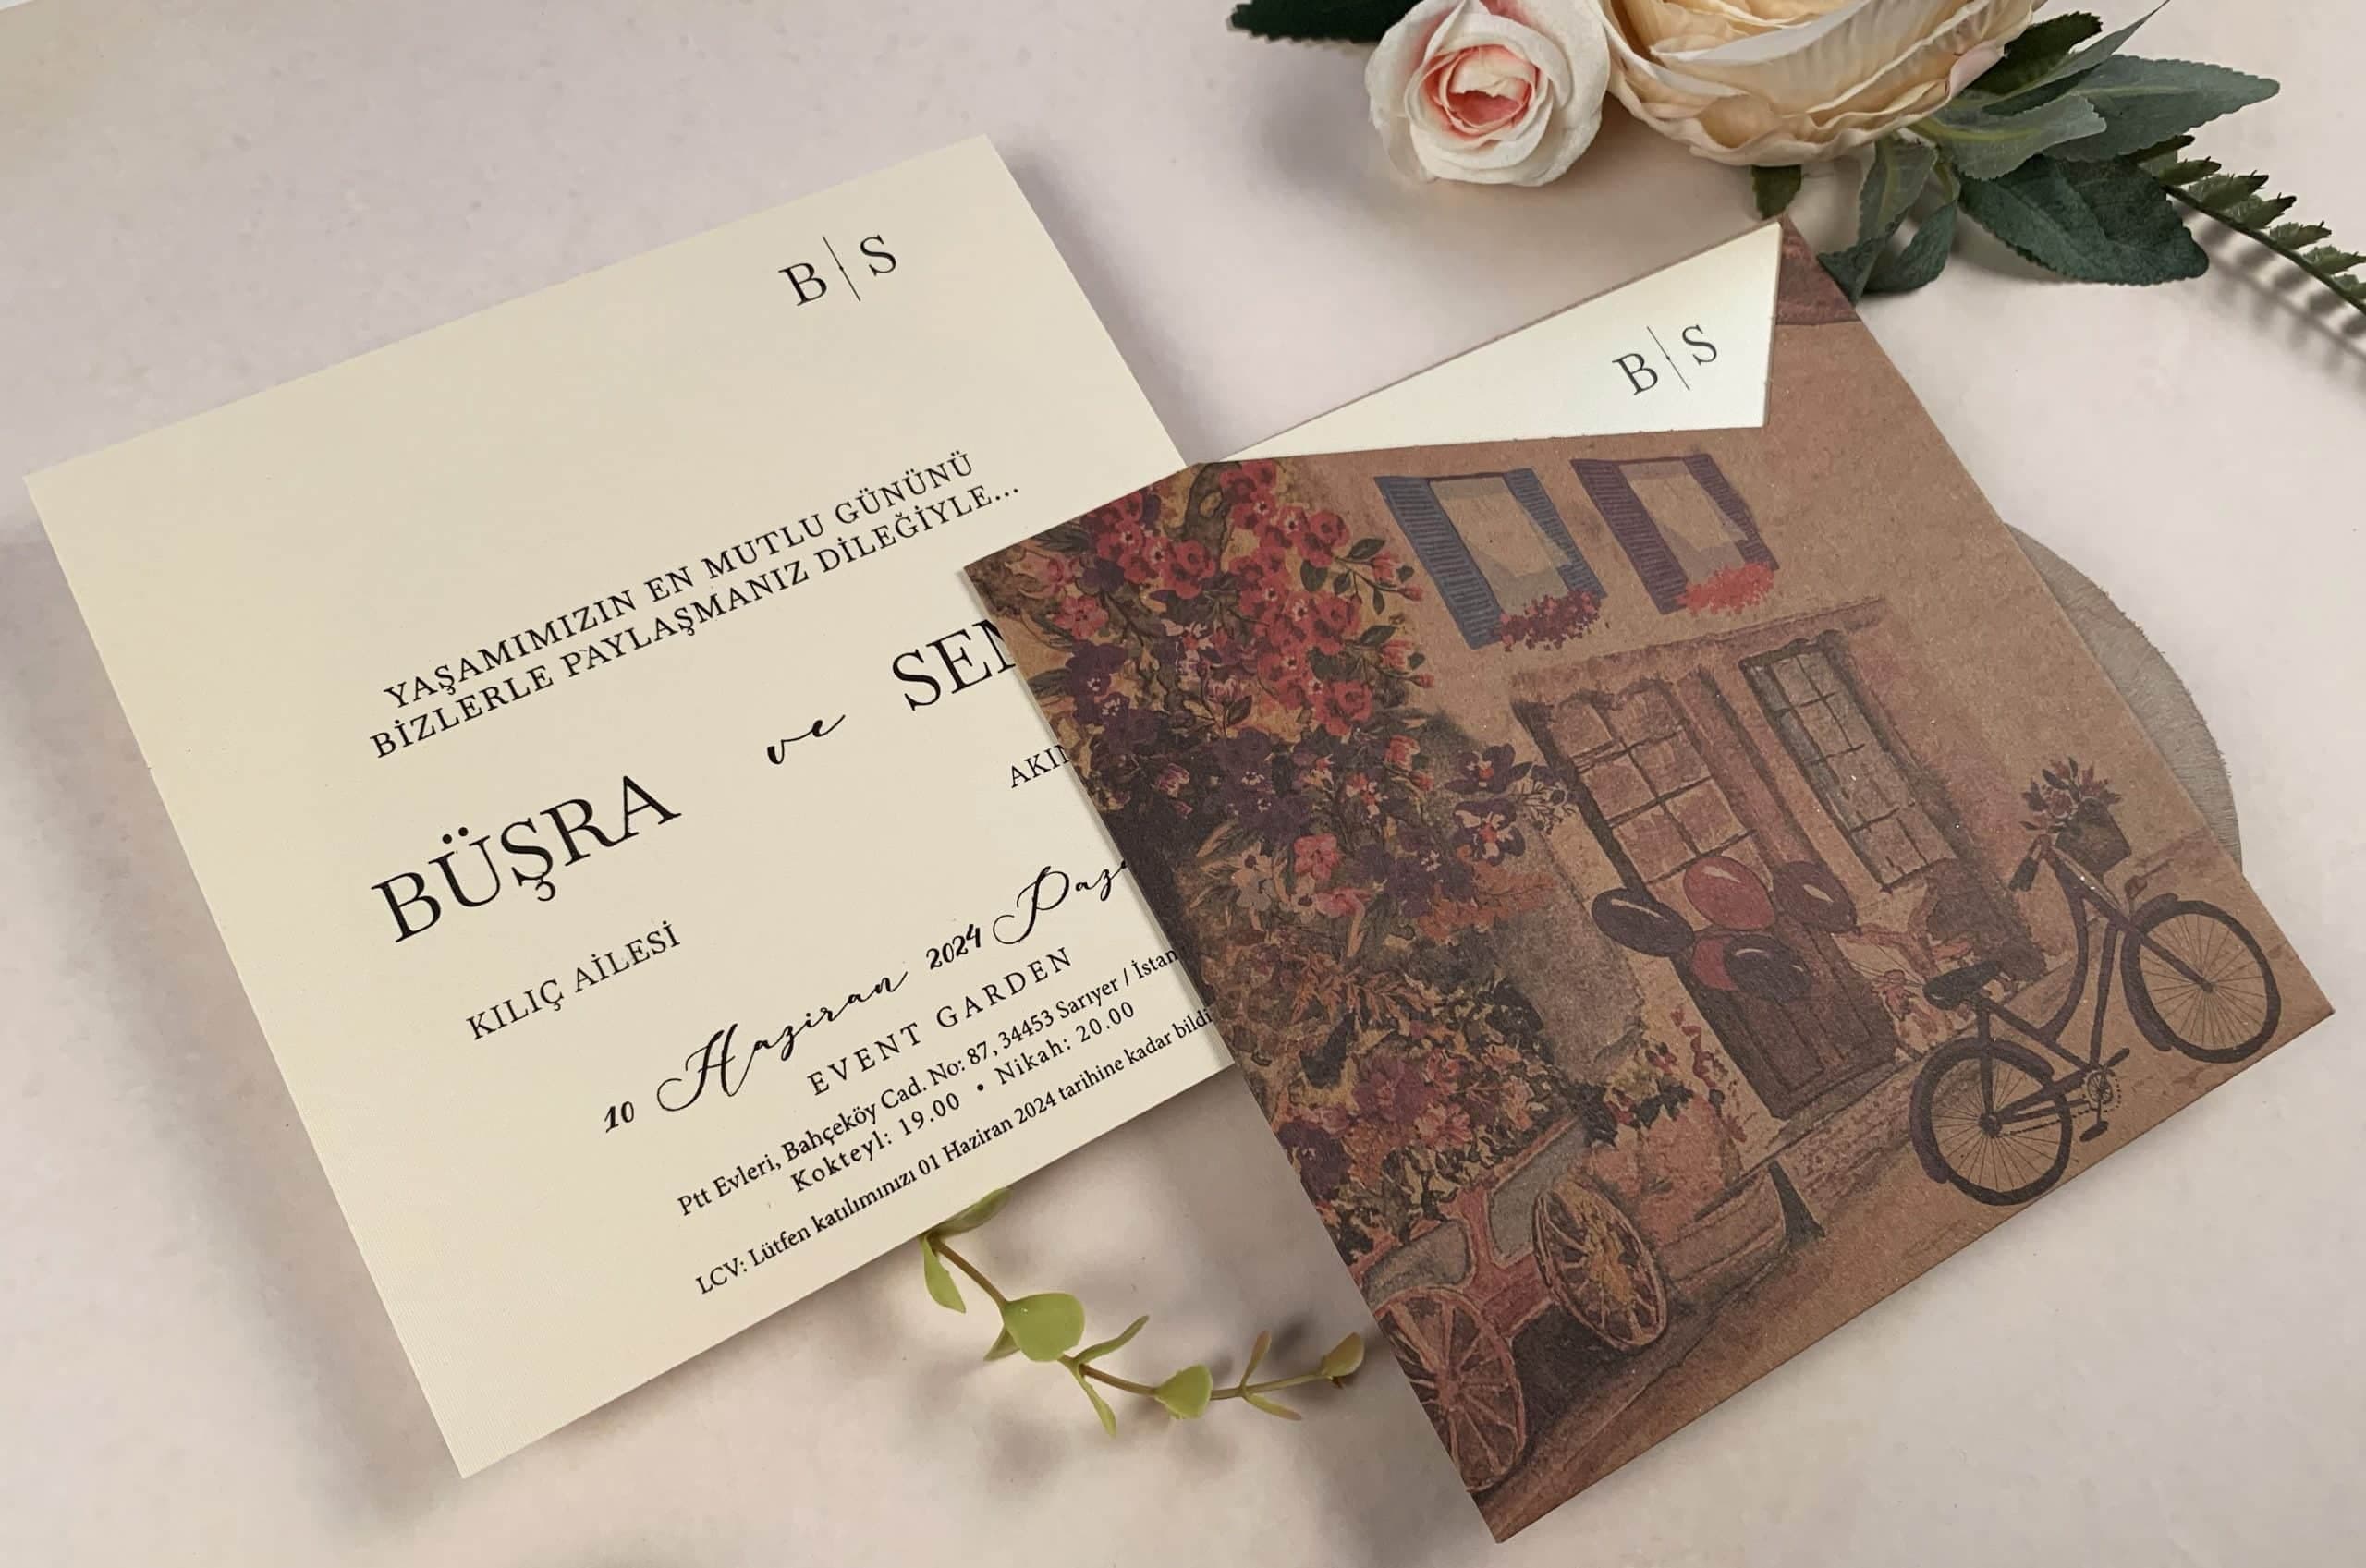 B|S
YAŞAMIMIZIN EN MUTLU GÜNÜNÜ
BİZLERLE PAYLAŞMANIZ DİLEĞİYLE...
BÜŞRA ve
KILIÇ AİLESİ
10 Haziran 2024
EVENT GARDEN
Ptt Evleri, Bahçeköy Cad. No: 87, 34453 Sarıyer /
Kokteyl: 19.00 • Nikah: 20.00
LCV: Lütfen katılımınızı 01 Haziran 2024 tarihine kadar
B|S